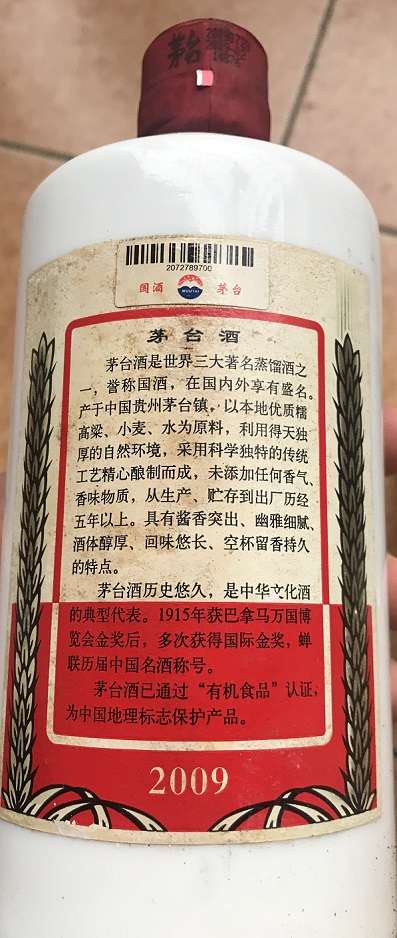 茅台
2072789700
国酒 MOUTAI 茅台
茅台酒
茅台酒是世界三大著名蒸馏酒之
一，誉称国酒，在国内外享有盛名。
产于中国贵州茅台镇。以本地优质糯
高粱、小麦、水为原料，利用得天独
厚的自然环境，采用科学独特的传统
工艺精心酿制而成，未添加任何香气、
香味物质，从生产、贮存到出厂历经
五年以上。具有酱香突出、幽雅细腻、
酒体醇厚、回味悠长、空杯留香持久
的特点。
茅台酒历史悠久，是中华文化酒
的典型代表。1915年获巴拿马万国博
览会金奖后，多次获得国际金奖，蝉
联历届中国名酒称号。
茅台酒已通过“有机食品”认证，
为中国地理标志保护产品。
2009